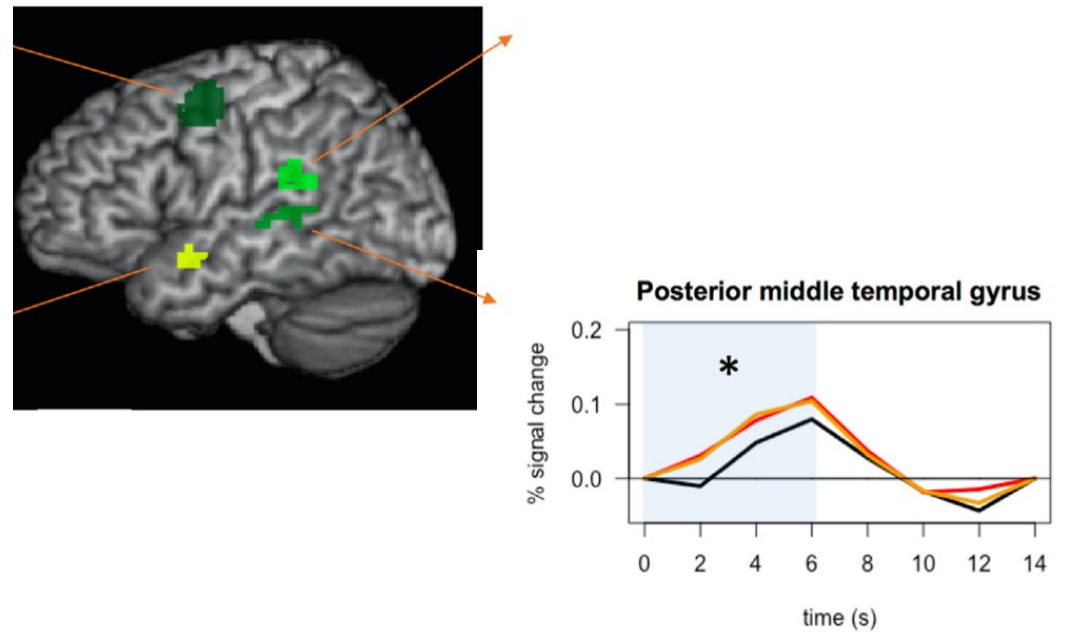 Posterior middle temporal gyrus
% signal change
0.2
0.1
0.0
*
0 2 4 6 8 10 12 14
time (s)